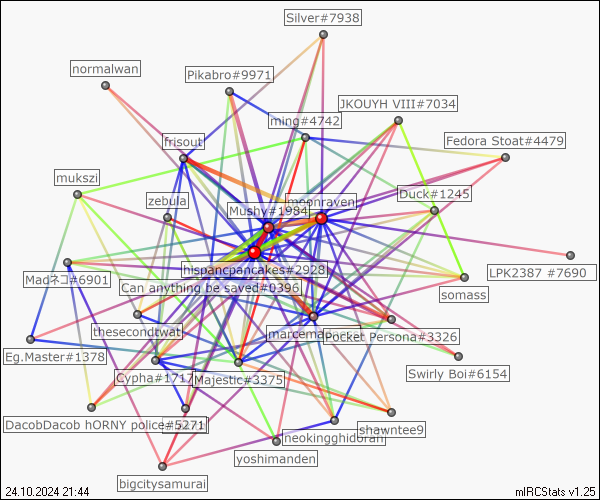 Silver#7938
normalwan
Pikabro#9971
JKOUYH VIII#7034
ming#4742
Fedora Stoat#4479
frisout
mukszi
Duck#1245
zebula
moonraven
Mushy#1984
hispancpancakes#2928
Madネコ#6901
LPK2387 #7690
somass
Can anything be saved#0396
thesecondtwat
marcema
Pocket Persona#3326
Eg.Master#1378
Cypha#1717
Majestic#3375
Swirly Boi#6154
DacobDacob hORNY police#5271
neokingghidorah
shawntee9
yoshimanden
bigcitysamurai
24.10.2024 21:44
mIRCStats v1.25